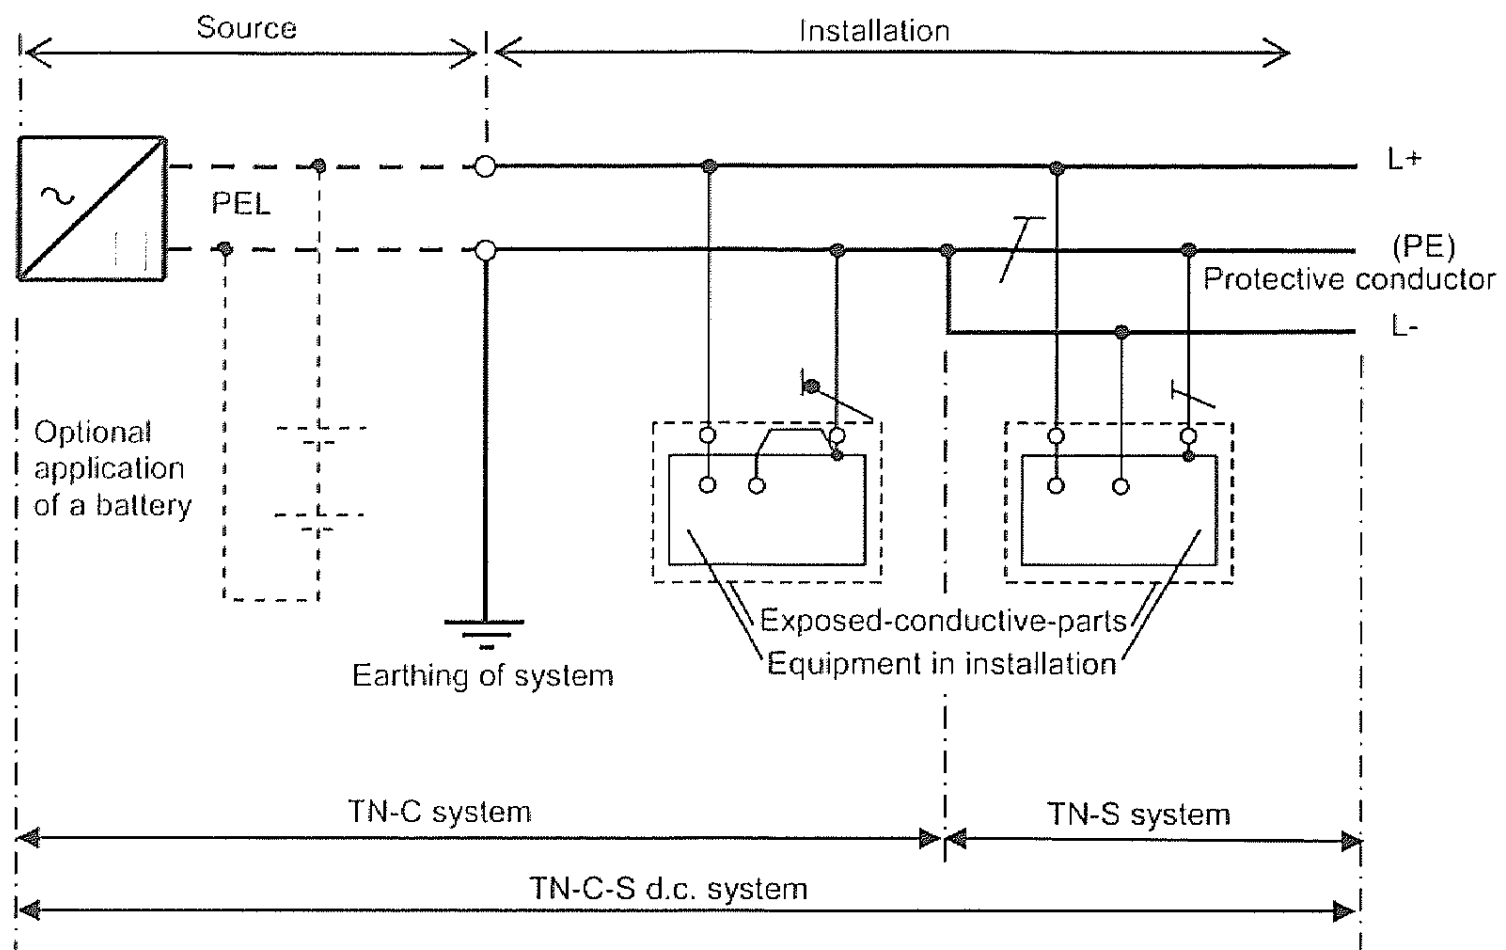 Source
Installation
L+
PEL
(PE)
Protective conductor
L-
Optional
application
of a battery
Exposed-conductive-parts
Equipment in installation
Earthing of system
TN-C system
TN-S system
TN-C-S d.c. system